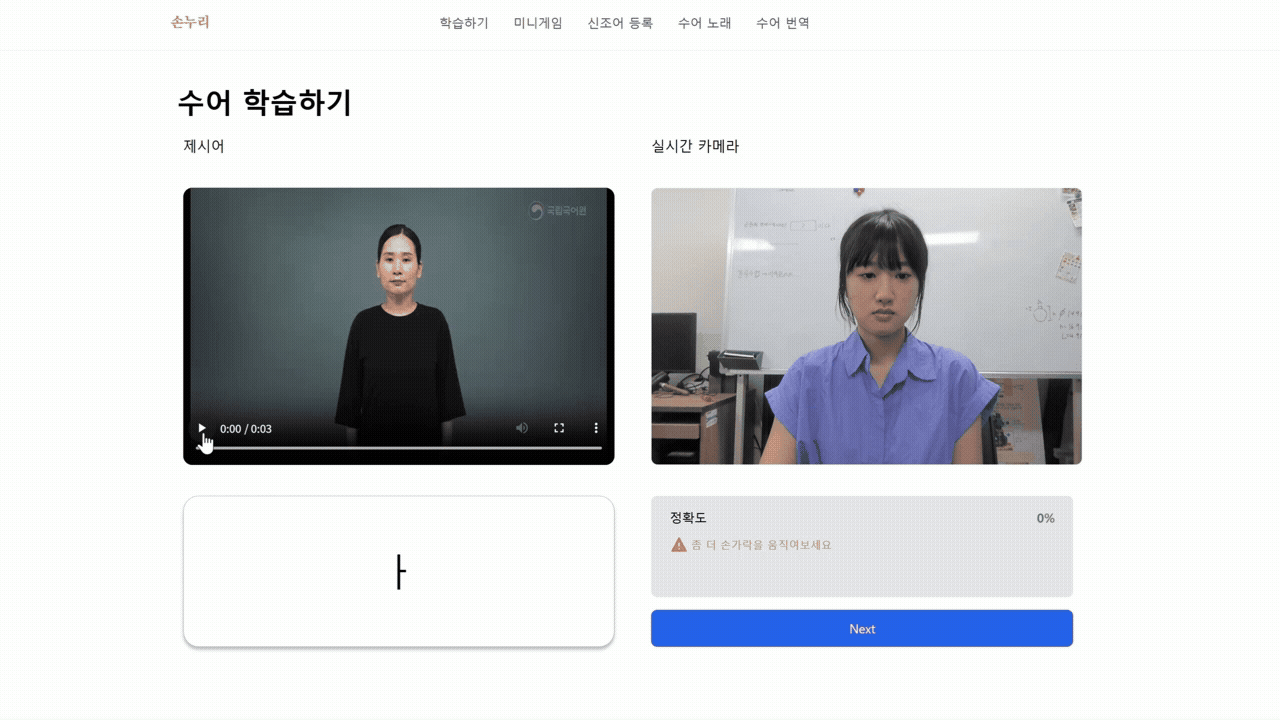 손누리
학습하기 미니게임 신조어 등록 수어 노래 수어 번역
수어 학습하기
제시어
실시간 카메라
국립국어원
0:00 / 0:03
ㅏ
정확도 0%
좀 더 손가락을 움직여보세요
Next